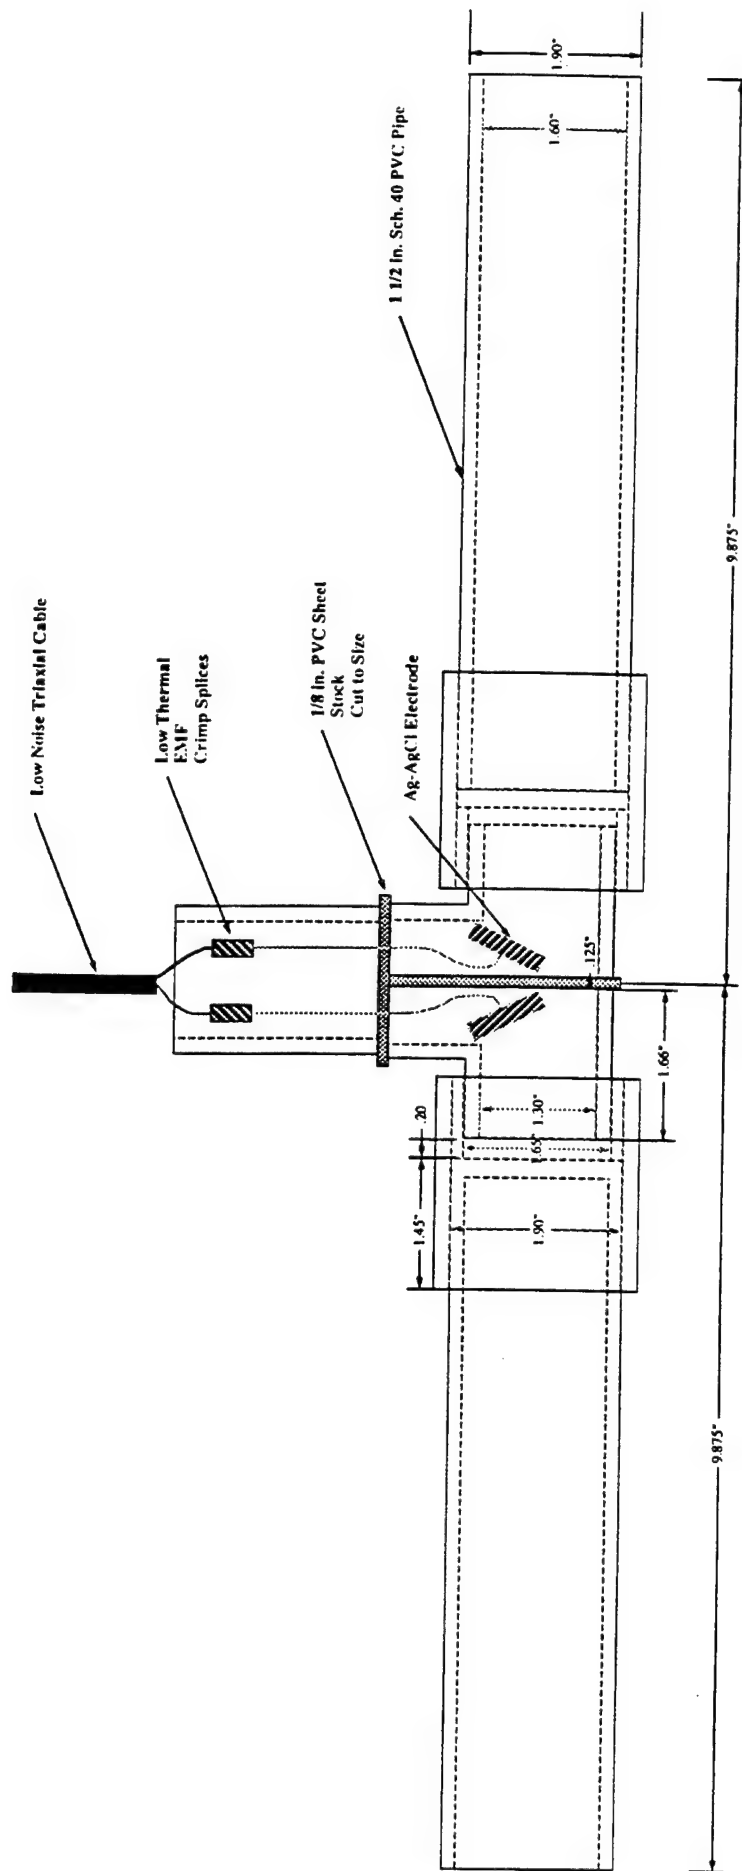 Low Noise Triaxial Cable
Low Thermal
EMF
Crimp Splices
1/8 in. PVC Sheet
Stock
Cut to Size
Ag-AgCl Electrode
1 1/2 in. Sch. 40 PVC Pipe
1.90"
1.60"
.125"
1.66"
1.30"
1.65"
.20
1.45"
1.90"
9.875"
9.875"